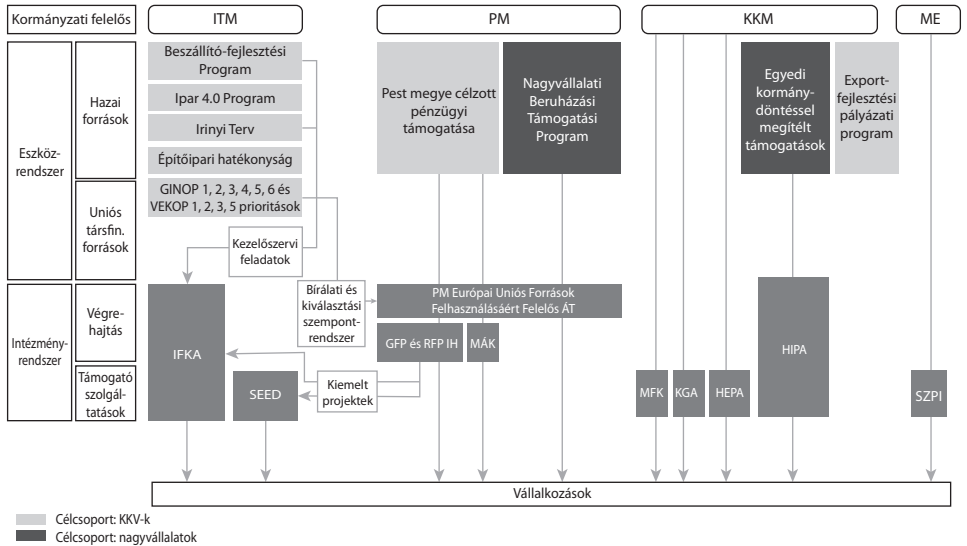 Kormányzati felelős
ITM
PM
KKM
ME
Eszköz-
rendszer
Hazai
források
Uniós
társfin.
források
Beszállító-fejlesztési
Program
Ipar 4.0 Program
Irinyi Terv
Építőipari hatékonyság
GINOP 1, 2, 3, 4, 5, 6 és
VEKOP 1, 2, 3, 5 prioritások
Pest megye célzott
pénzügyi
támogatása
Nagyvállalati
Beruházási
Támogatási
Program
Egyedi
kormány-
döntéssel
megítélt
támogatások
Export-
fejlesztési
pályázati
program
Kezelőszervi
feladatok
Bírálati és
kiválasztási
szempont-
rendszer
Intézmény-
rendszer
Végre-
hajtás
Támogató
szolgál-
tatások
IFKA
SEED
PM Európai Uniós Források
Felhasználásáért Felelős ÁT
GFP és RFP IH
MÁK
Kiemelt
projektek
MFK
KGA
HEPA
HIPA
SZPI
Vállalkozások
Célcsoport: KKV-k
Célcsoport: nagyvállalatok